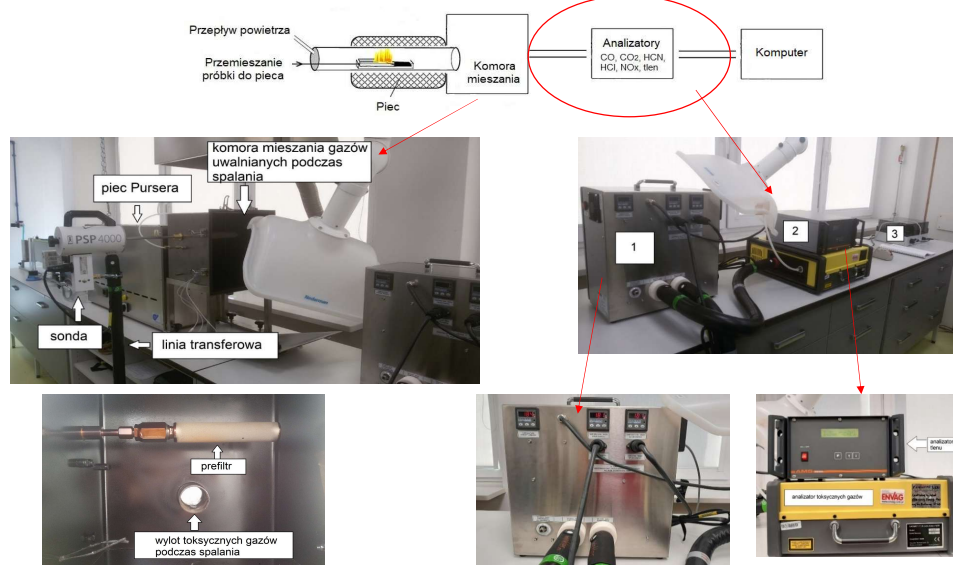 Przepływ powietrza
Przemieszanie
próbki do pieca
Piec
Komora
mieszania
Analizatory
CO, CO2, HCN,
HCl, NOx, tlen
Komputer
komora mieszania gazów
uwalnianych podczas
spalania
piec Pursera
PSP 4000
sonda
linia transferowa
1
2
3
prefiltr
wylot toksycznych gazów
podczas spalania
analizator
tlenu
analizator toksycznych gazów
ENVAG